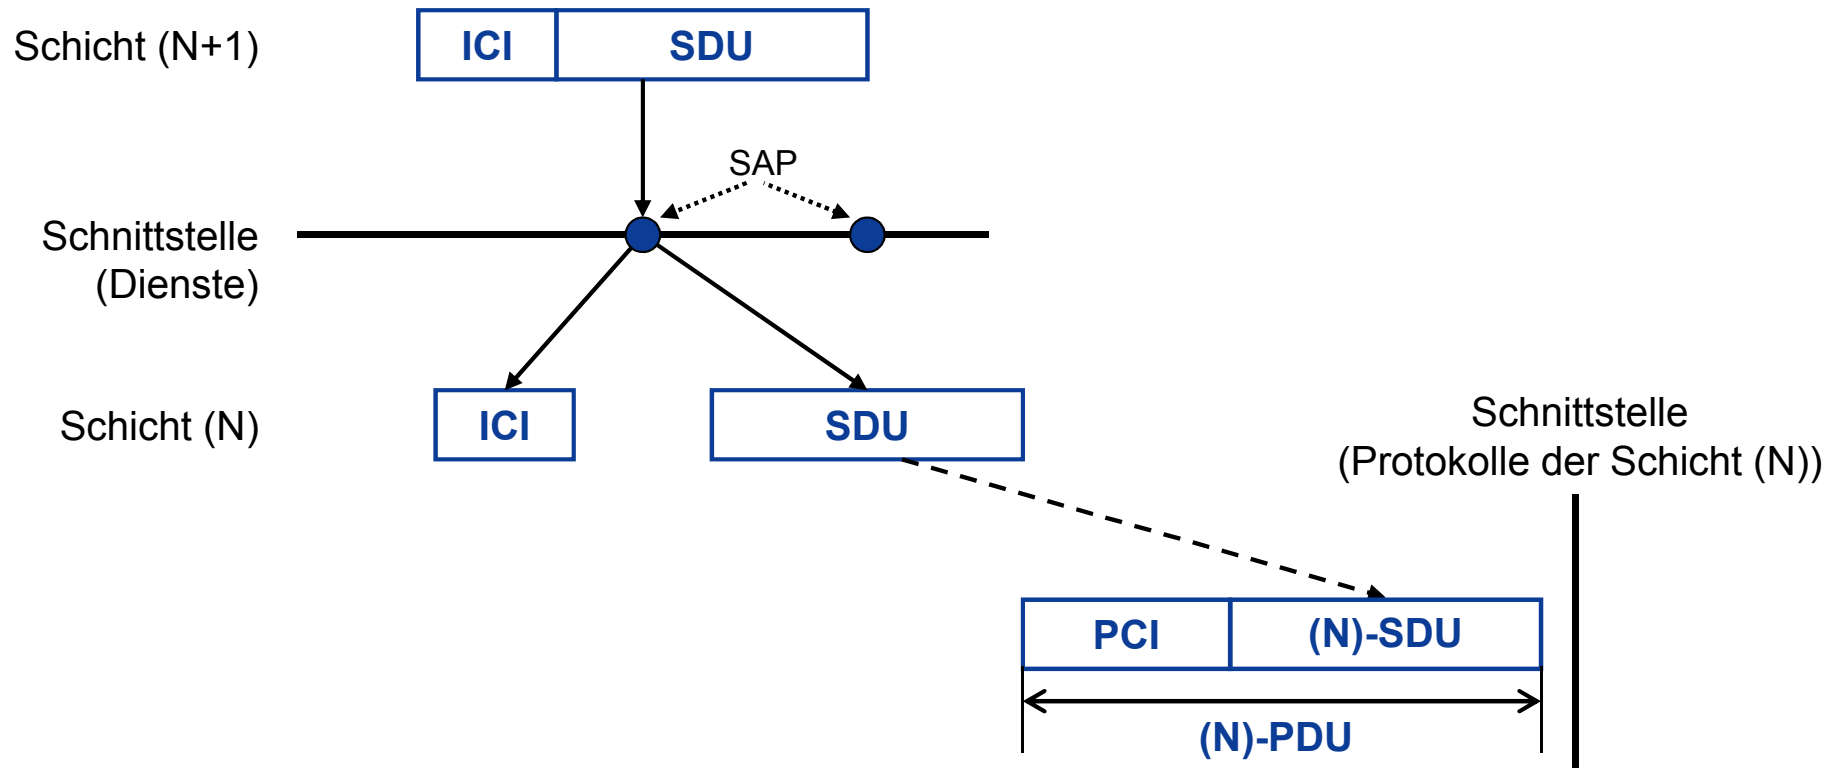 Schicht (N+1)
ICI
SDU
SAP
Schnittstelle
(Dienste)
Schicht (N)
ICI
SDU
Schnittstelle
(Protokolle der Schicht (N))
PCI
(N)-SDU
(N)-PDU